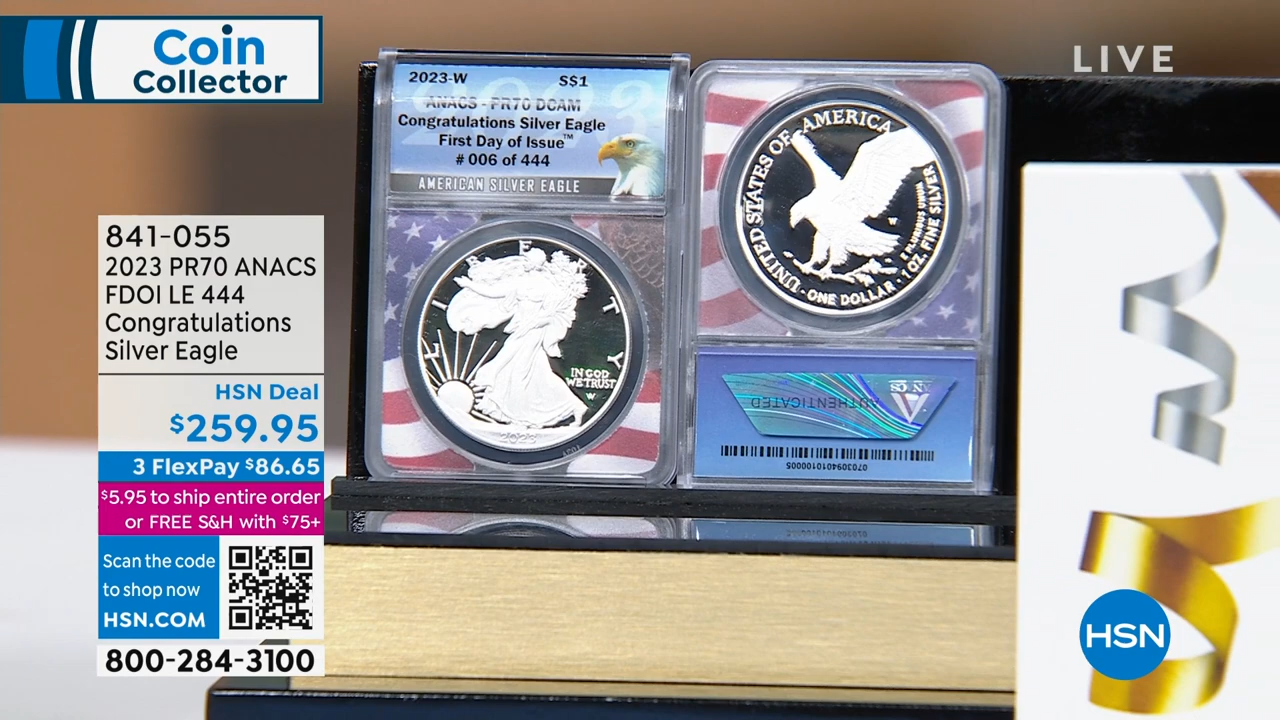 Coin
Collector
LIVE
841-055
2023 PR70 ANACS
FDOI LE 444
Congratulations
Silver Eagle
HSN Deal
$259.95
3 FlexPay $86.65
$5.95 to ship entire order
or FREE S&H with $75+
Scan the code
to shop now
HSN.COM
800-284-3100
2023-W S$1
ANACS - PR70 DCAM
Congratulations Silver Eagle
First Day of Issue™
# 006 of 444
AMERICAN SILVER EAGLE
LIBERTY
IN GOD
WE TRUST
W
2023
UNITED STATES OF AMERICA
E PLURIBUS UNUM
1 OZ. FINE SILVER
ONE DOLLAR
AUTHENTICATED
ANACS
0703094010100005
HSN